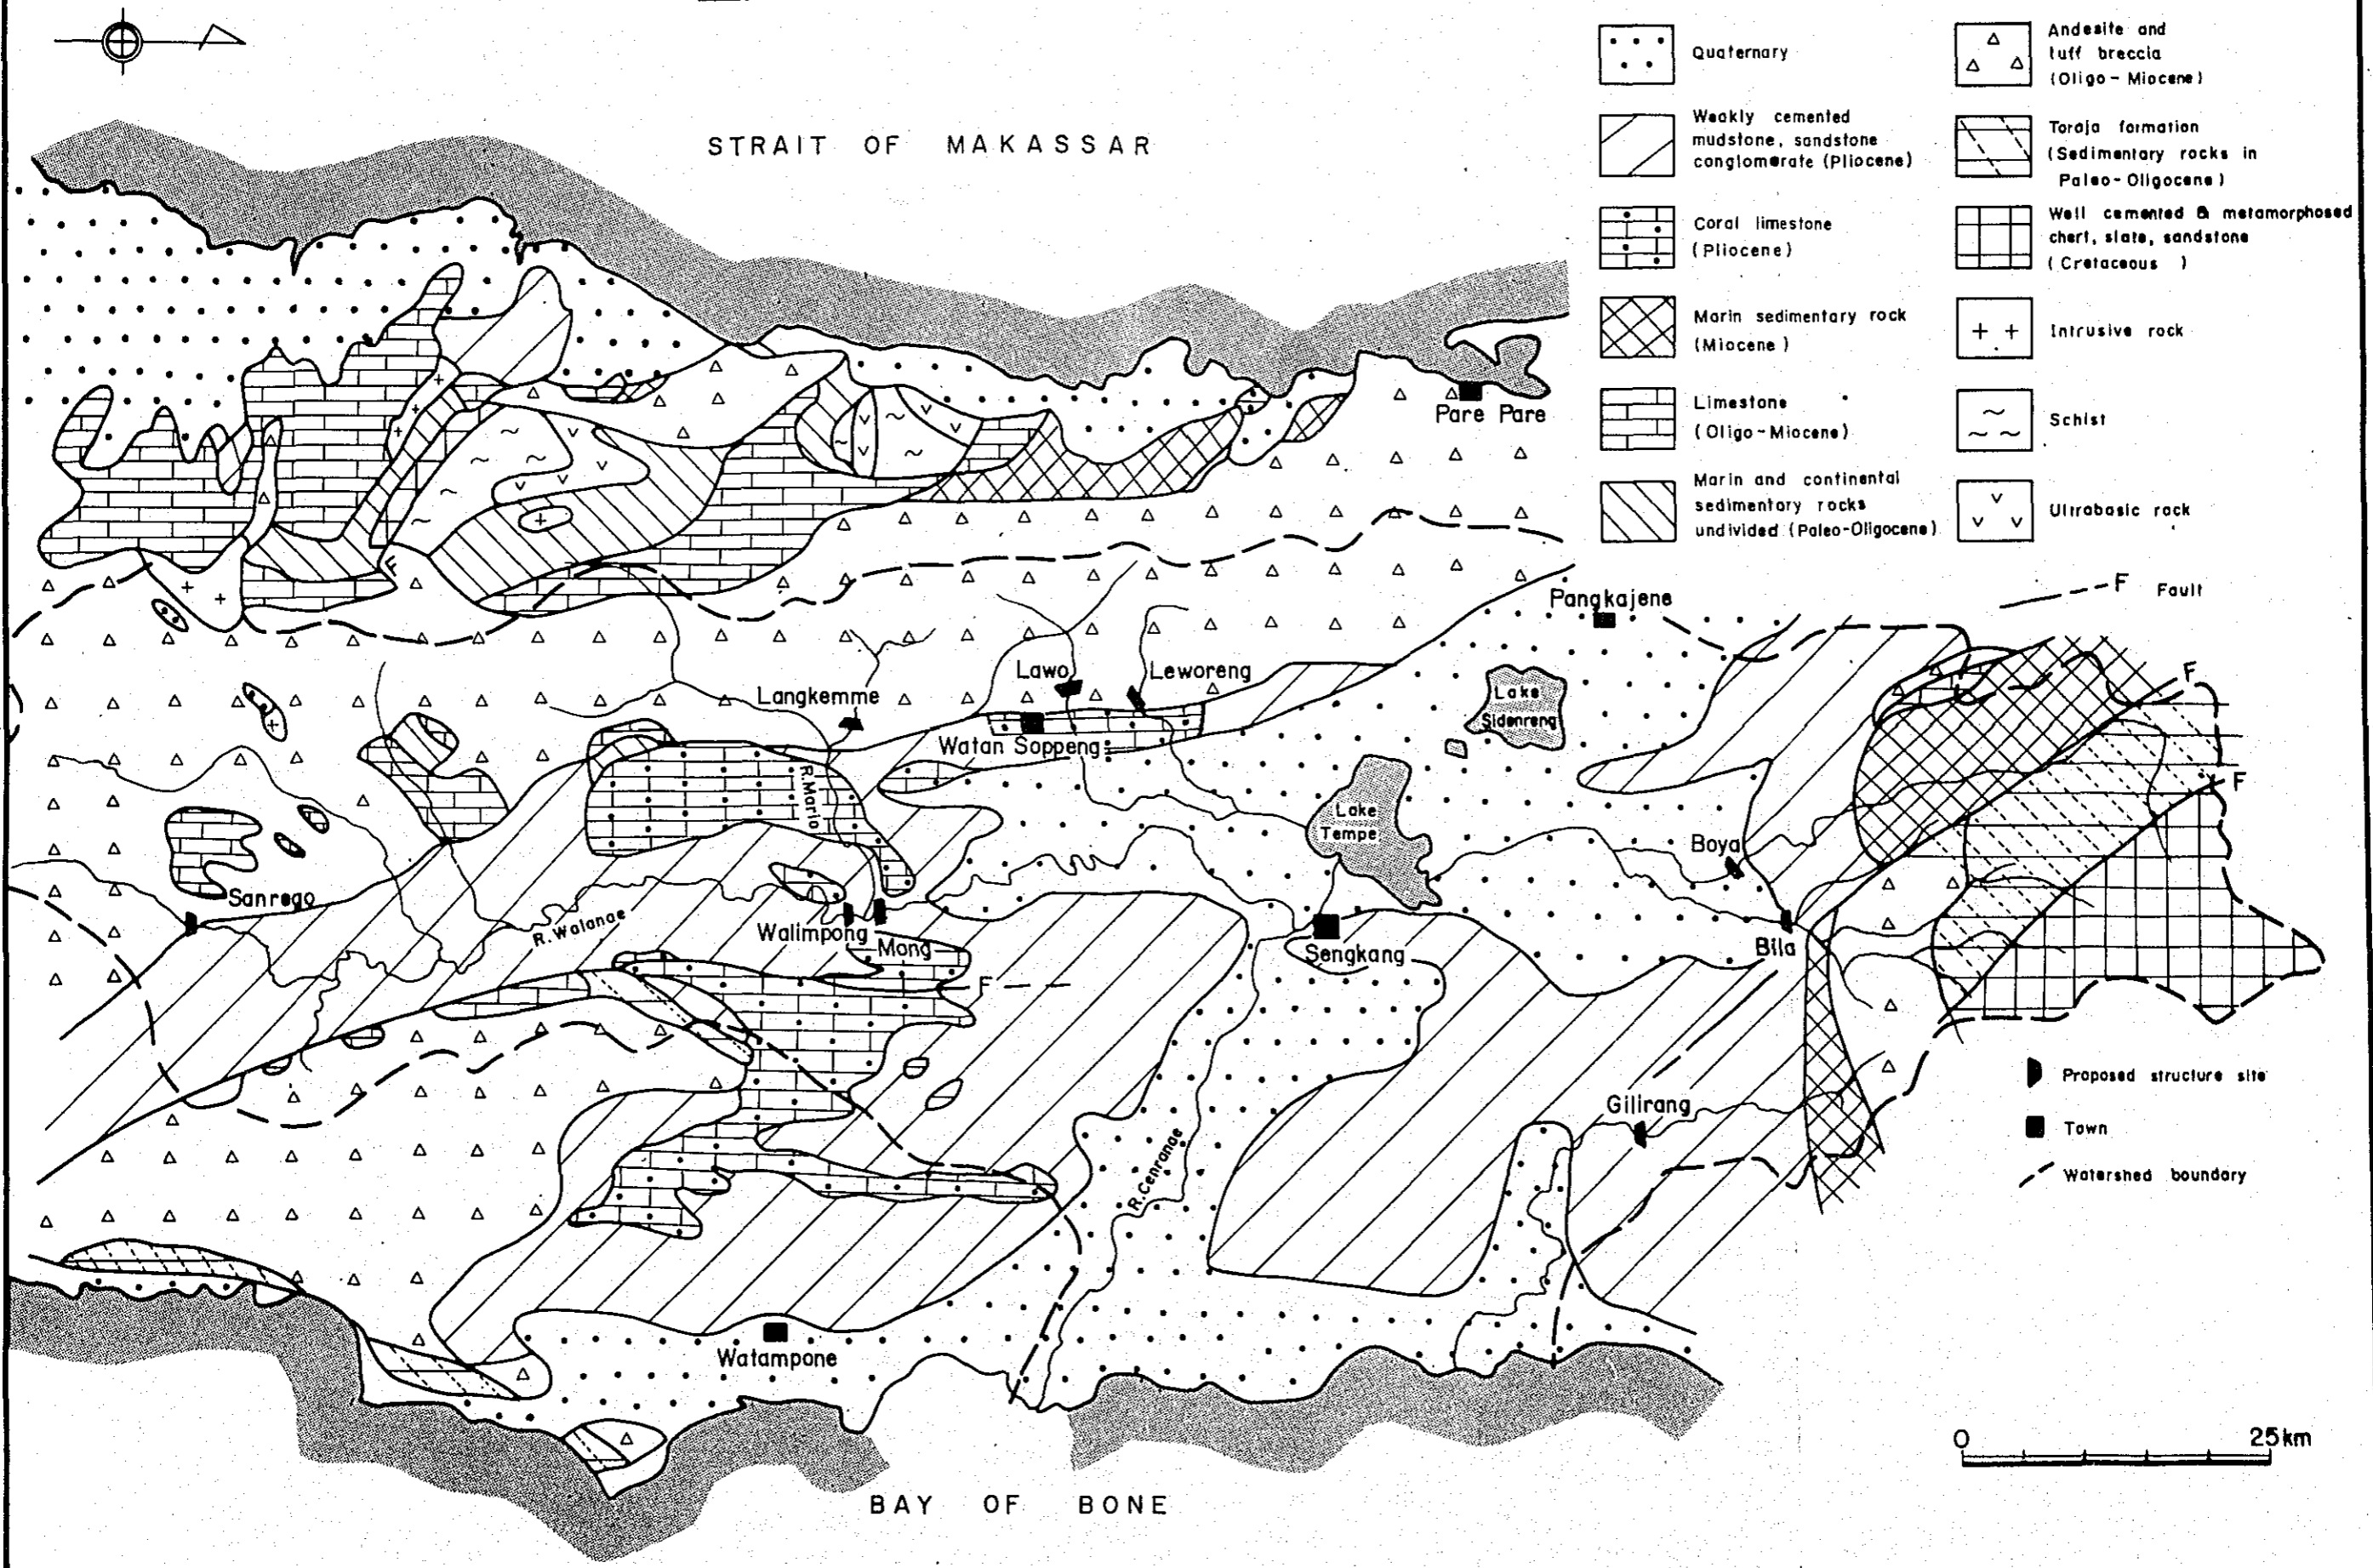 STRAIT OF MAKASSAR
Quaternary
Weakly cemented
mudstone, sandstone
conglomerate (Pliocene)
Coral limestone
(Pliocene)
Marin sedimentary rock
(Miocene)
Limestone
(Oligo-Miocene)
Marin and continental
sedimentary rocks
undivided (Paleo-Oligocene)
Andesite and
tuff breccia
(Oligo-Miocene)
Toraja formation
(Sedimentary rocks in
Paleo-Oligocene)
Well cemented & metamorphosed
chert, slate, sandstone
(Cretaceous )
Intrusive rock
Schist
Ultrabasic rock
F Fault
Pare Pare
F
Pangkajene
Lawo
Leworeng
Langkemme
Lake
Sidenreng
Watan Soppeng
F
F
R.Mario
Lake
Tempe
Boya
Sanrego
R.Walanae
Walimpong
Mong
Sengkang
Bila
F
Proposed structure site
Gilirang
Town
R.Cenranae
Watershed boundary
Watampone
0 25km
BAY OF BONE